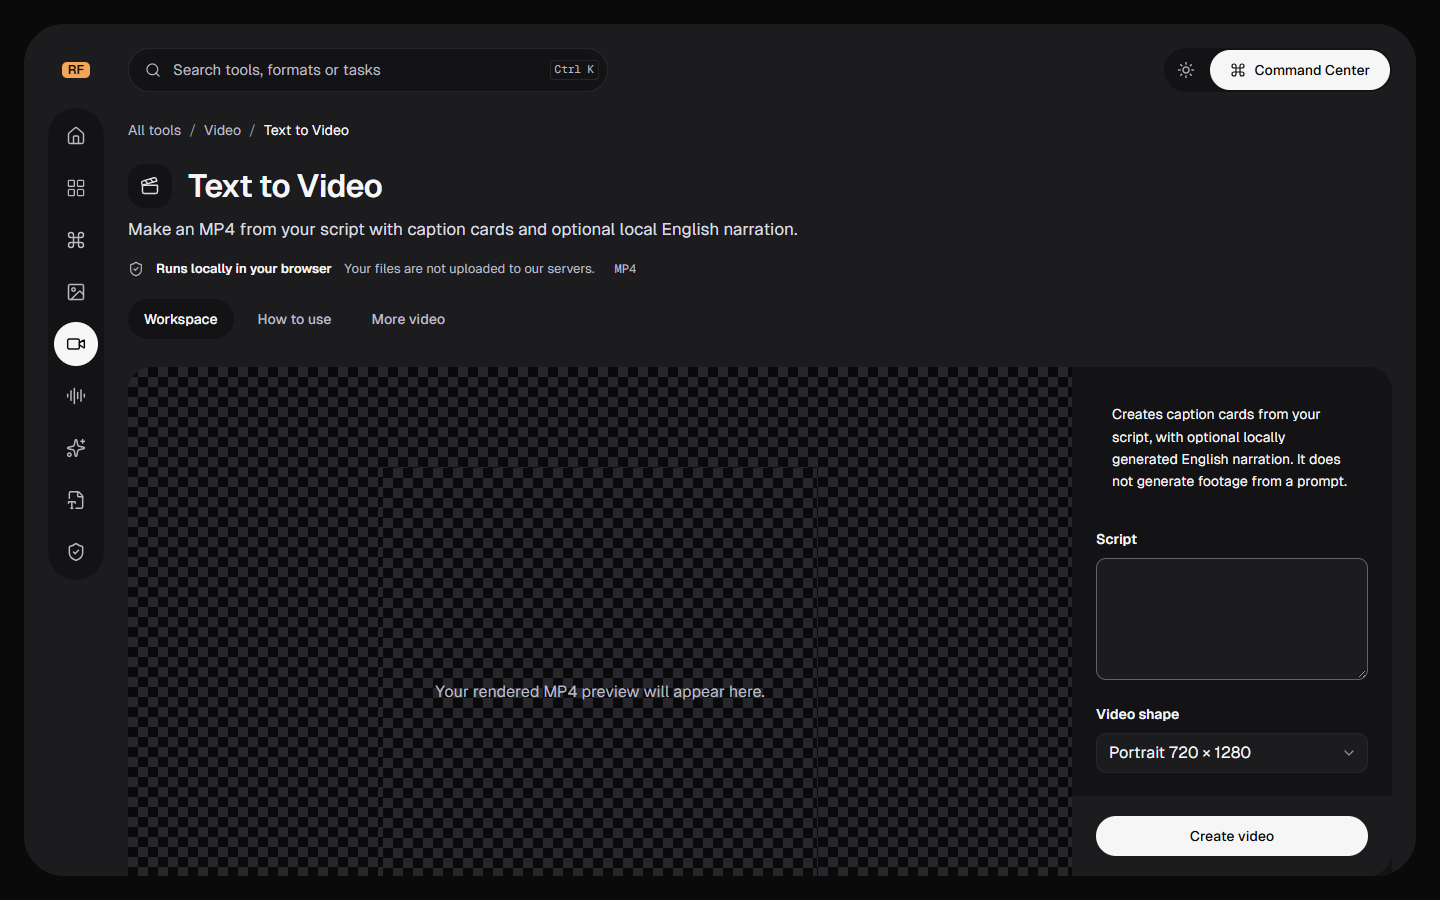 RF
Search tools, formats or tasks
Ctrl K
Command Center
All tools / Video / Text to Video
Text to Video
Make an MP4 from your script with caption cards and optional local English narration.
Runs locally in your browser Your files are not uploaded to our servers. MP4
Workspace
How to use
More video
Your rendered MP4 preview will appear here.
Creates caption cards from your
script, with optional locally
generated English narration. It does
not generate footage from a prompt.
Script
Video shape
Portrait 720 × 1280
Create video